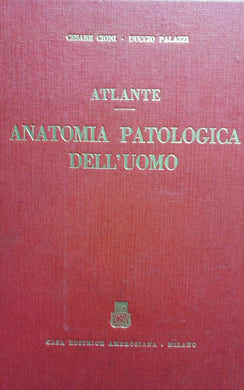 CESARE CIONI - DUCCIO PALAZZI
ATLANTE
ANATOMIA PATOLOGICA
DELL'UOMO
CASA EDITRICE AMBROSIANA - MILANO